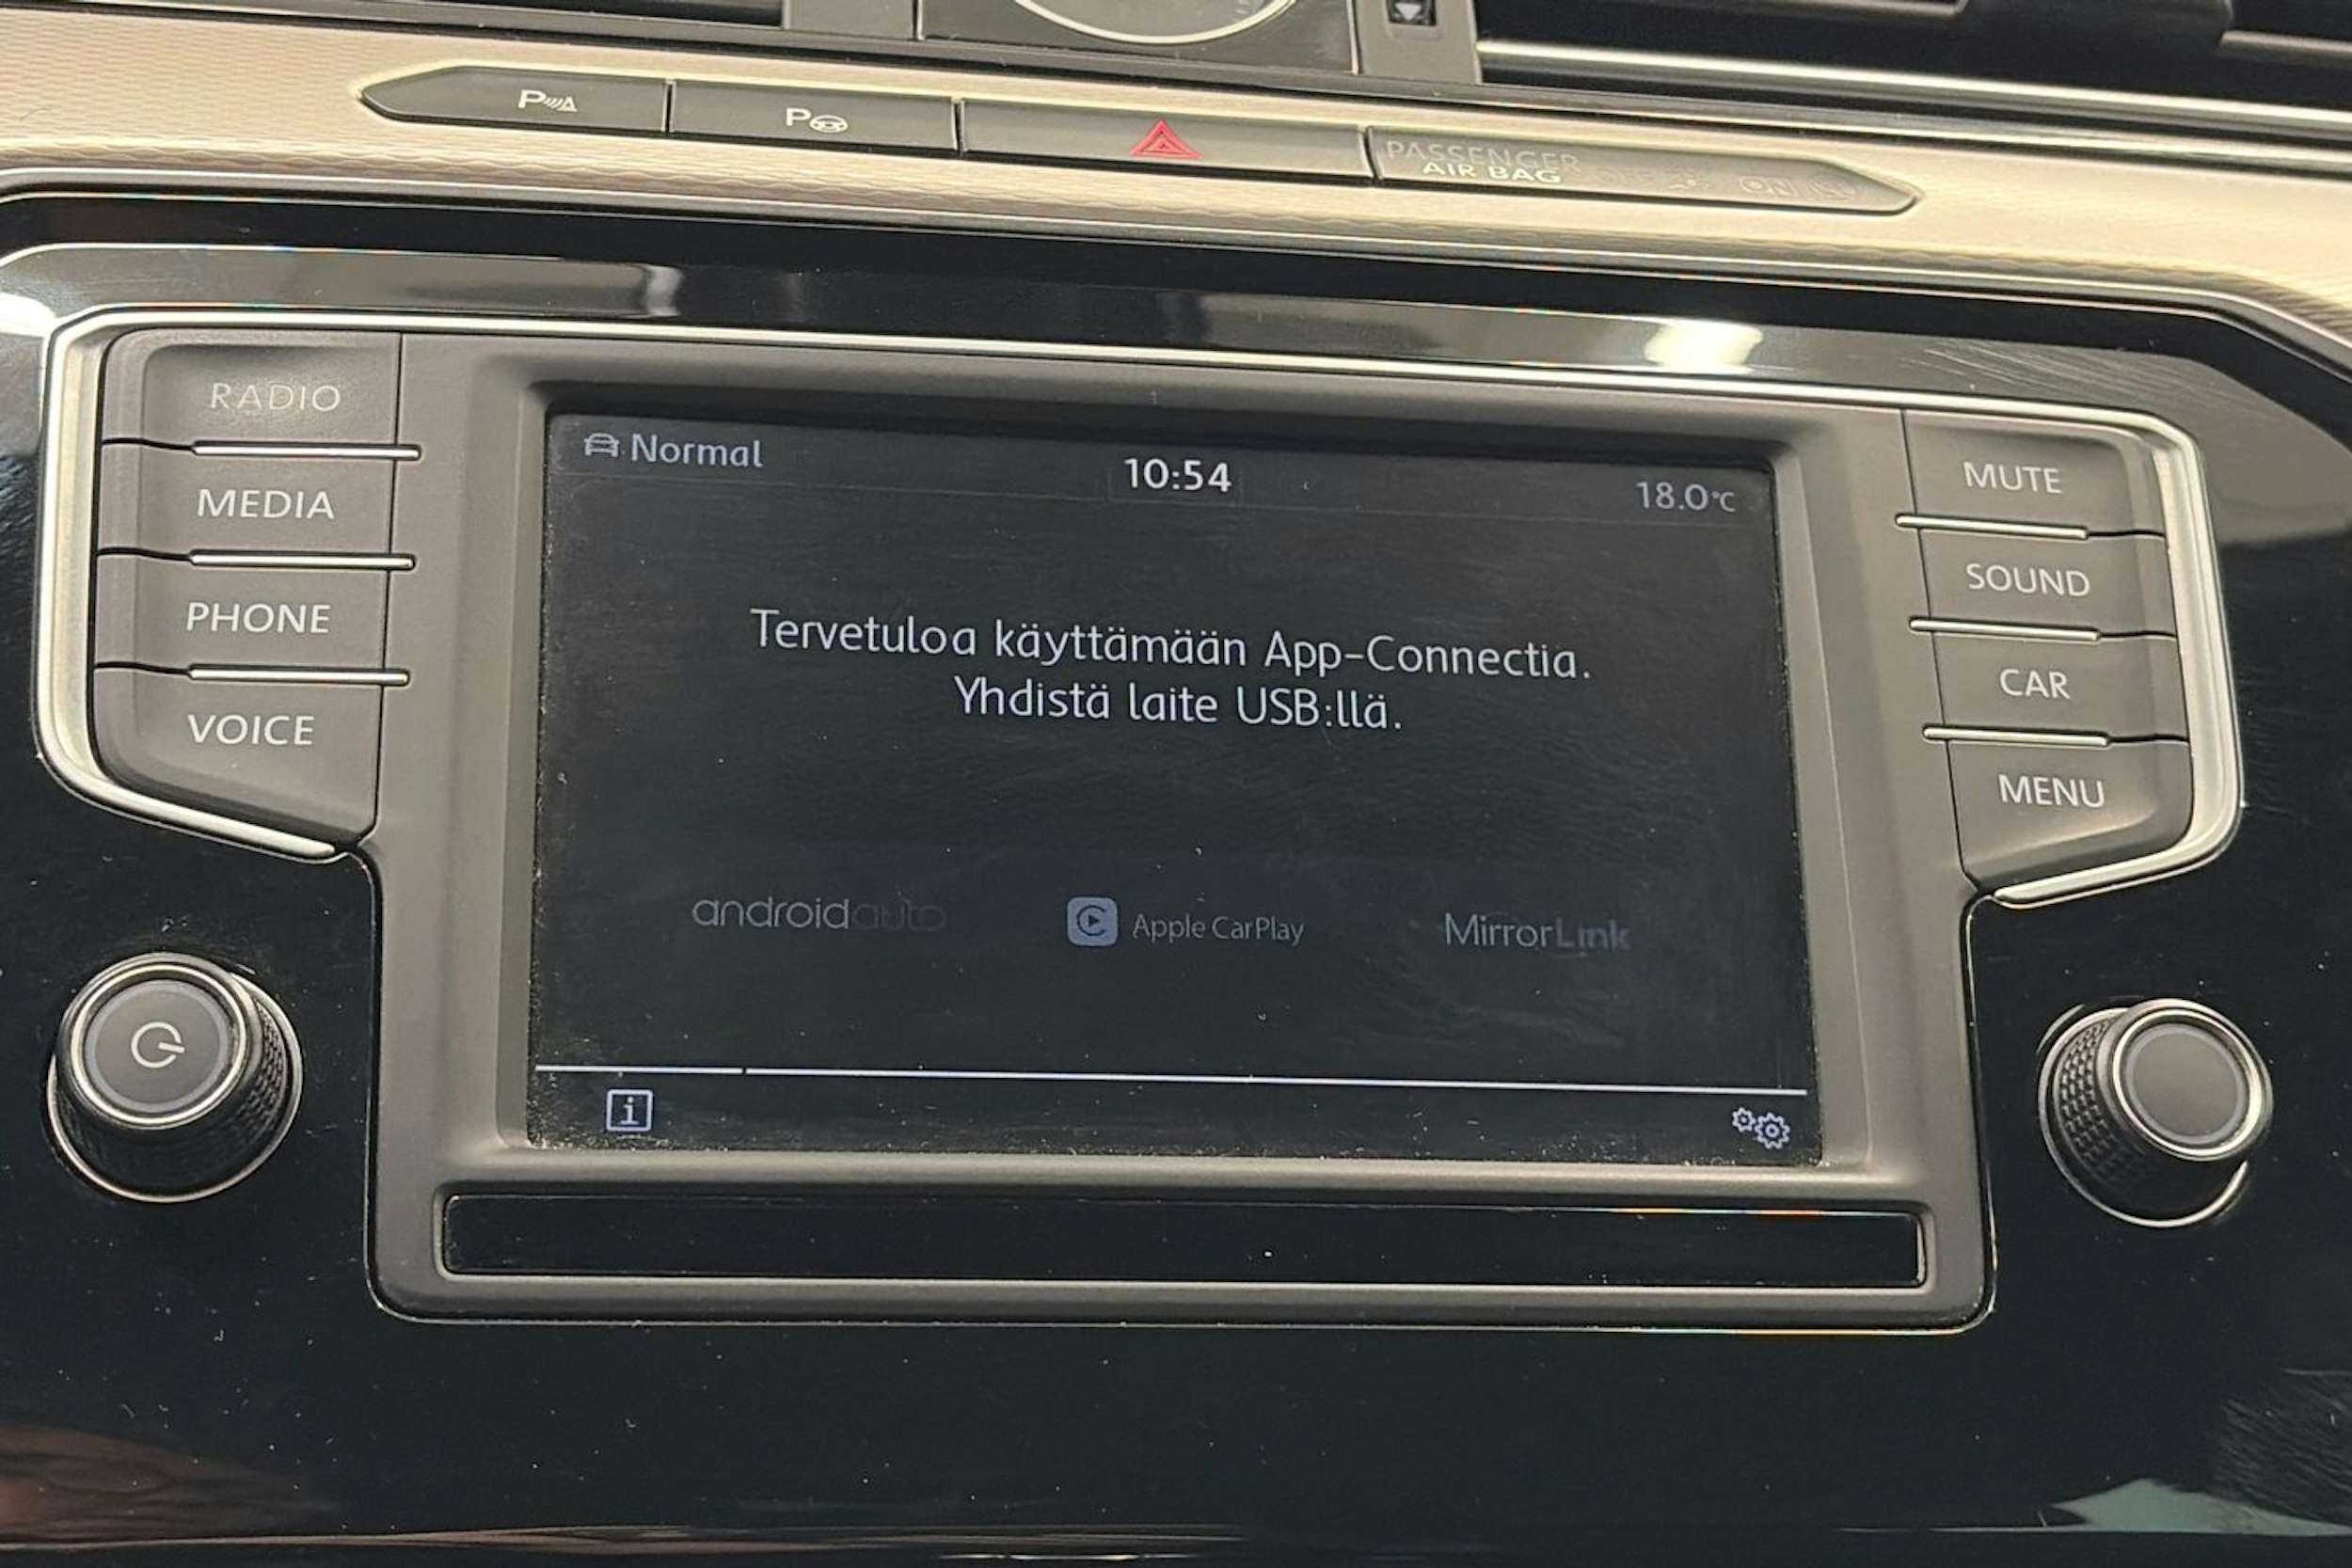 P
P
PASSENGER
AIR BAG ON
RADIO
MEDIA
PHONE
VOICE
Normal
10:54
18.0°C
Tervetuloa käyttämään App-Connectia.
Yhdistä laite USB:llä.
androidauto
Apple CarPlay
MirrorLink
i
MUTE
SOUND
CAR
MENU